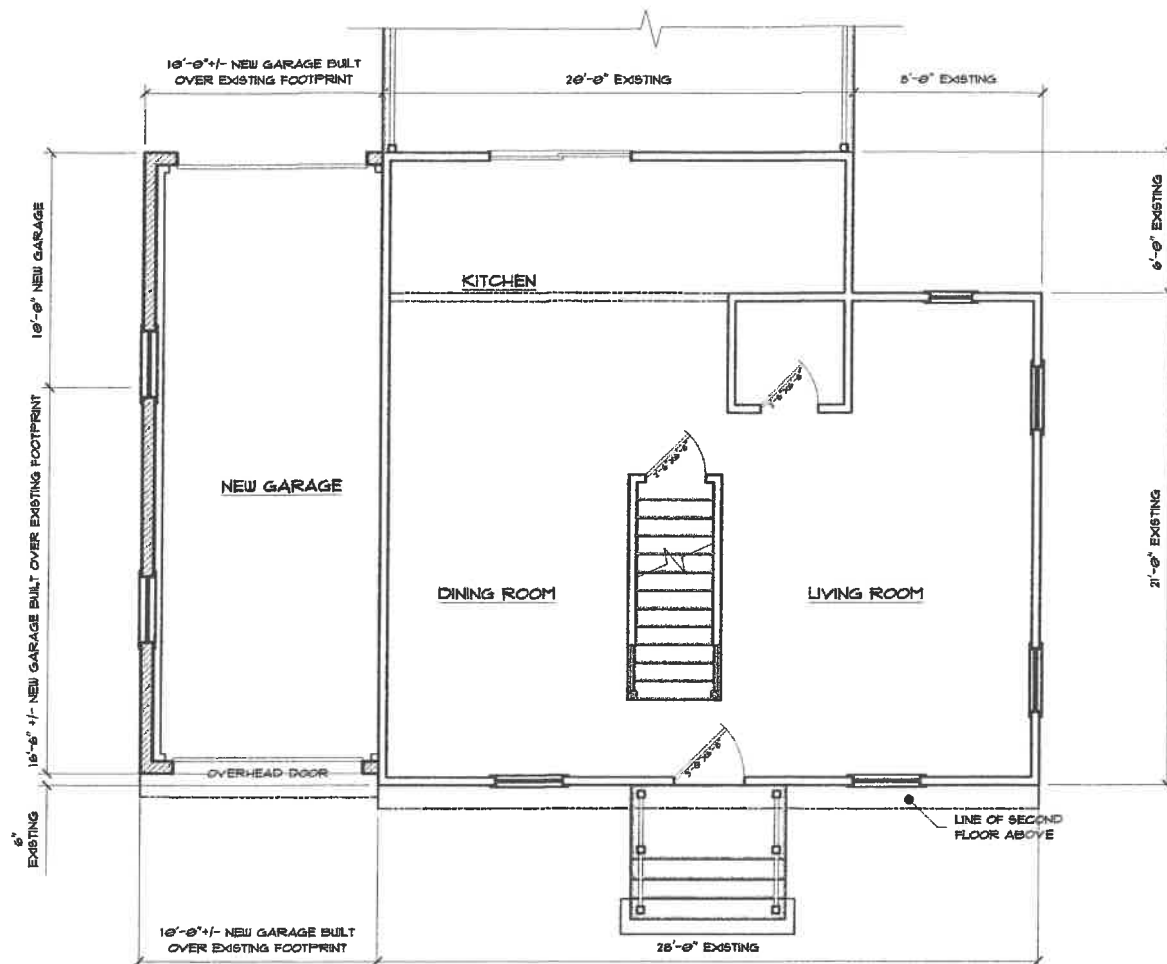 10'-0"+/- NEW GARAGE BUILT
OVER EXISTING FOOTPRINT
20'-0" EXISTING
8'-0" EXISTING
10'-0" NEW GARAGE
6'-0" EXISTING
KITCHEN
16'-6" +/- NEW GARAGE BUILT OVER EXISTING FOOTPRINT
NEW GARAGE
DINING ROOM
LIVING ROOM
21'-0" EXISTING
OVERHEAD DOOR
6"
EXISTING
LINE OF SECOND
FLOOR ABOVE
10'-0"+/- NEW GARAGE BUILT
OVER EXISTING FOOTPRINT
28'-0" EXISTING